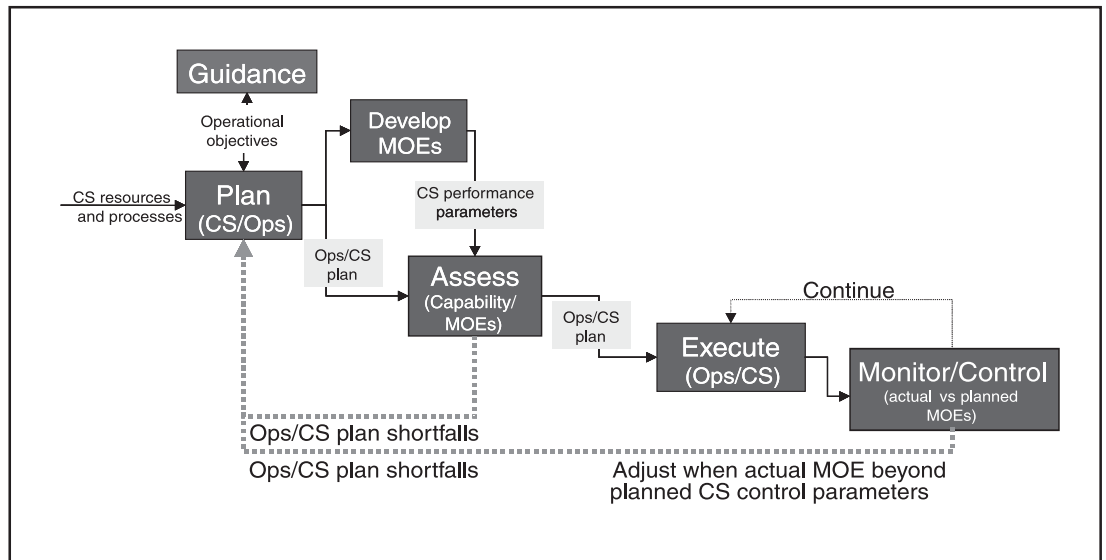 Guidance
Operational
objectives
Develop
MOEs
CS resources
and processes
Plan
(CS/Ops)
CS performance
parameters
Ops/CS
plan
Assess
(Capability/
MOEs)
Ops/CS
plan
Continue
Execute
(Ops/CS)
Monitor/Control
(actual vs planned
MOEs)
Ops/CS plan shortfalls
Ops/CS plan shortfalls
Adjust when actual MOE beyond
planned CS control parameters